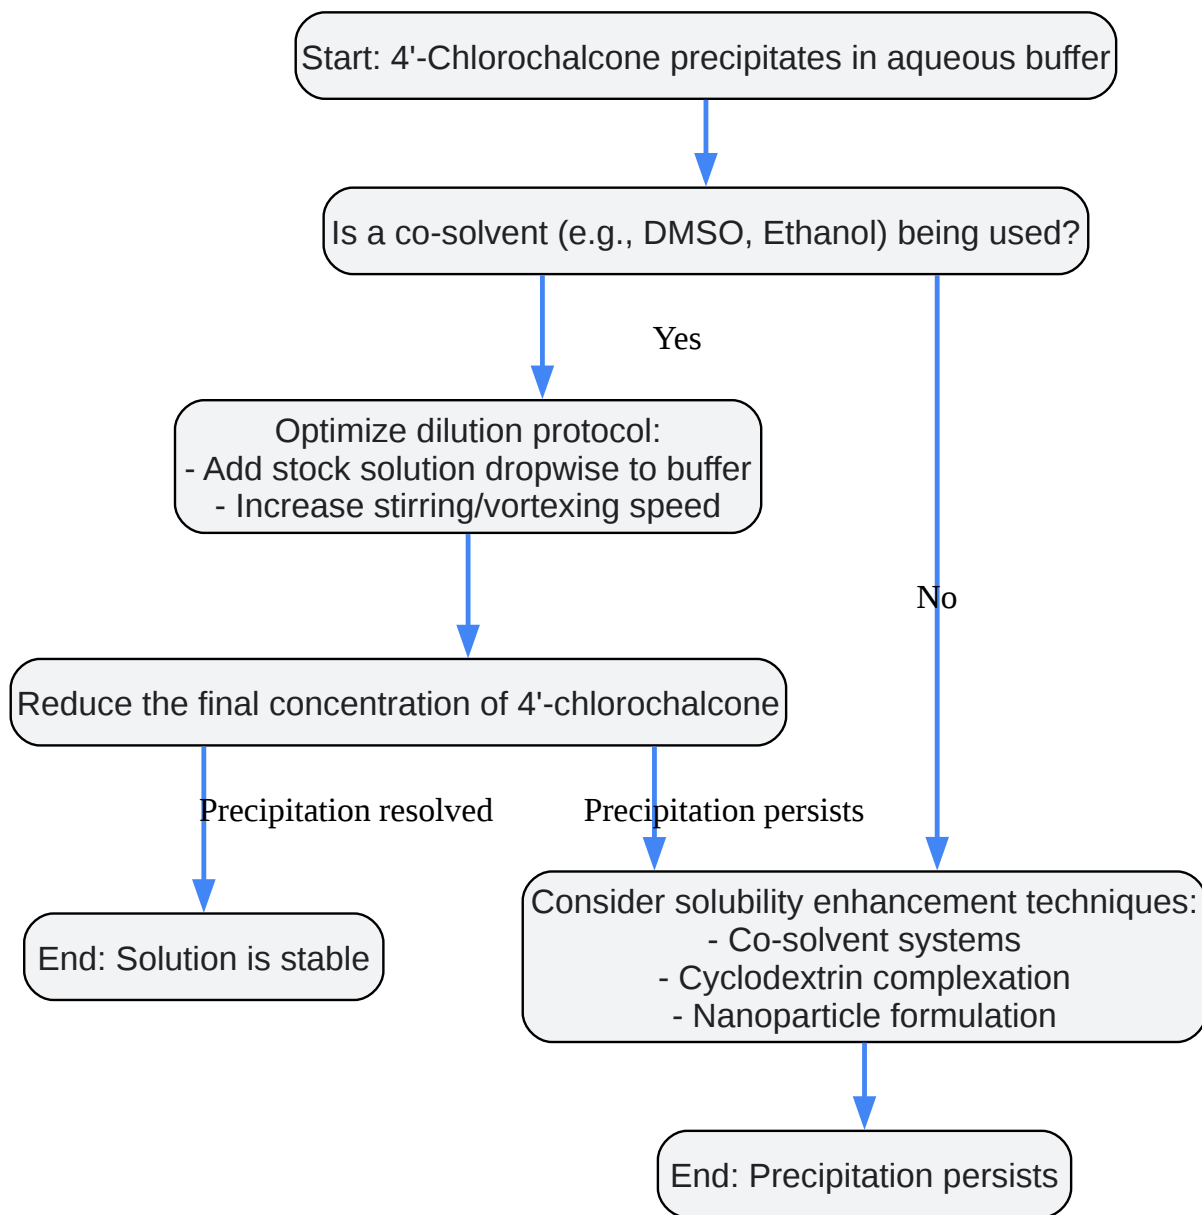 Start: 4'-Chlorochalcone precipitates in aqueous buffer
Is a co-solvent (e.g., DMSO, Ethanol) being used?
Yes
Optimize dilution protocol:
- Add stock solution dropwise to buffer
- Increase stirring/vortexing speed
No
Reduce the final concentration of 4'-chlorochalcone
Precipitation resolved
Precipitation persists
Consider solubility enhancement techniques:
- Co-solvent systems
- Cyclodextrin complexation
- Nanoparticle formulation
End: Solution is stable
End: Precipitation persists